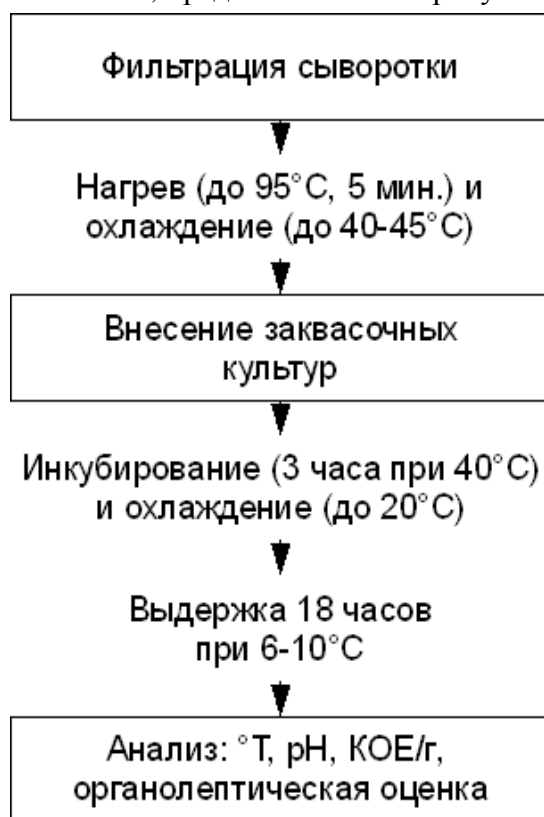 Фильтрация сыворотки
Нагрев (до 95°C, 5 мин.) и
охлаждение (до 40-45°C)
Внесение заквасочных
культур
Инкубирование (3 часа при 40°C)
и охлаждение (до 20°C)
Выдержка 18 часов
при 6-10°C
Анализ: °Т, pH, КОЕ/г,
органолептическая оценка